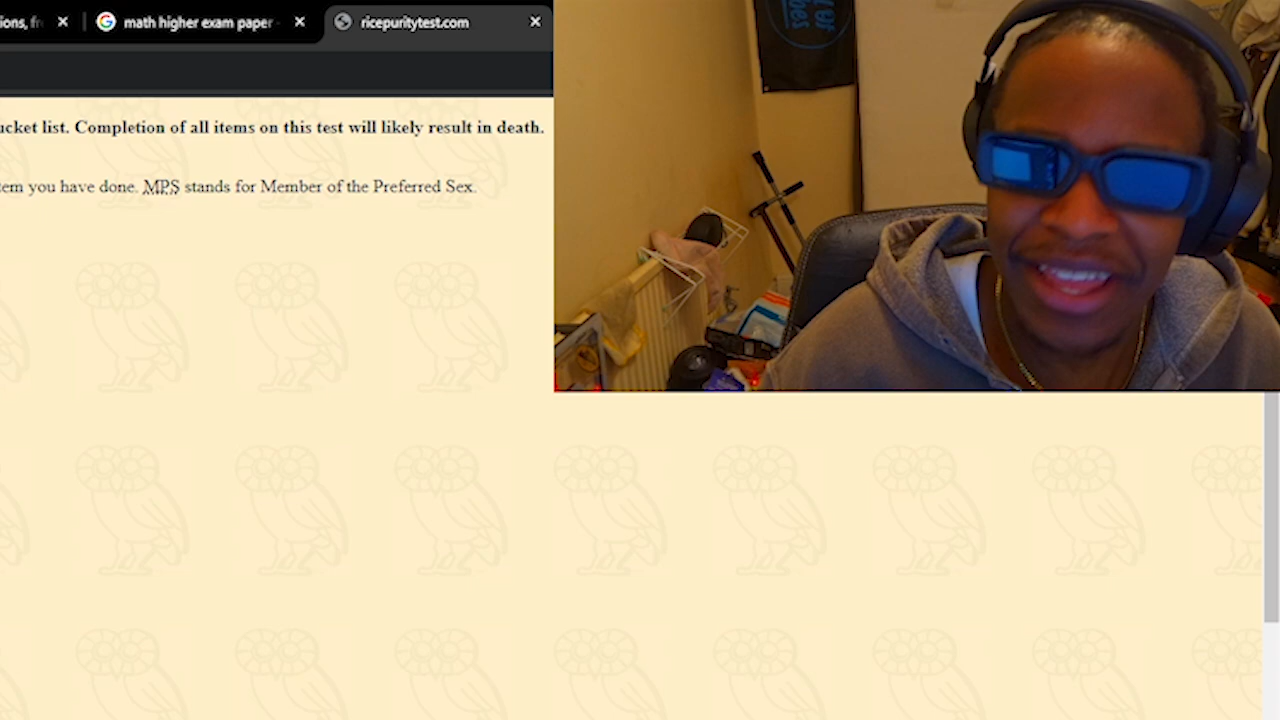 ions, fr
math higher exam paper
ricepuritytest.com
ucket list. Completion of all items on this test will likely result in death.
tem you have done. MPS stands for Member of the Preferred Sex.